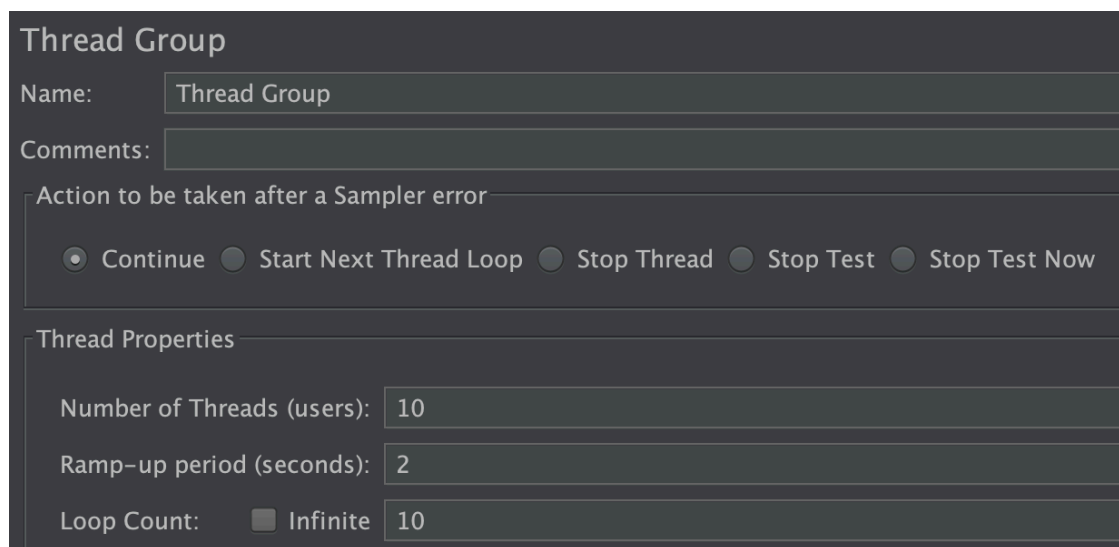 Thread Group
Name: Thread Group
Comments:
Action to be taken after a Sampler error
Continue Start Next Thread Loop Stop Thread Stop Test Stop Test Now
Thread Properties
Number of Threads (users): 10
Ramp-up period (seconds): 2
Loop Count: Infinite 10